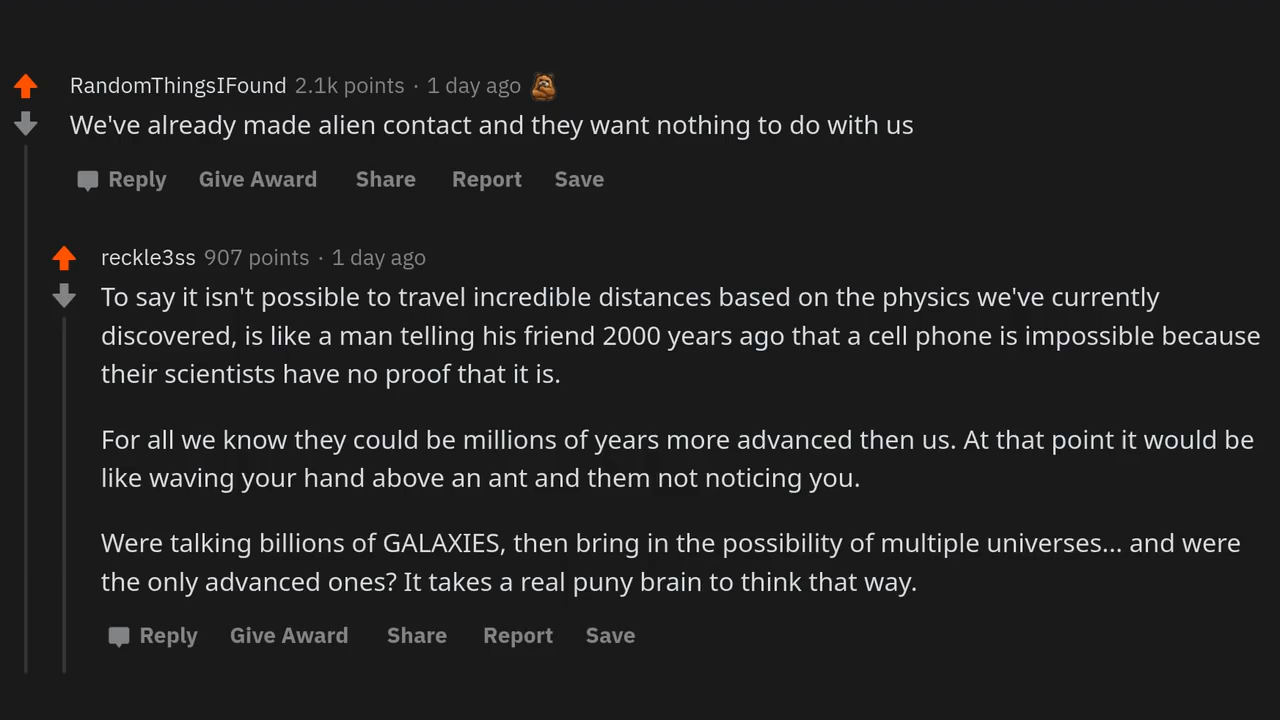 RandomThingsIFound 2.1k points · 1 day ago
We've already made alien contact and they want nothing to do with us
Reply Give Award Share Report Save
reckle3ss 907 points · 1 day ago
To say it isn't possible to travel incredible distances based on the physics we've currently
discovered, is like a man telling his friend 2000 years ago that a cell phone is impossible because
their scientists have no proof that it is.
For all we know they could be millions of years more advanced then us. At that point it would be
like waving your hand above an ant and them not noticing you.
Were talking billions of GALAXIES, then bring in the possibility of multiple universes... and were
the only advanced ones? It takes a real puny brain to think that way.
Reply Give Award Share Report Save